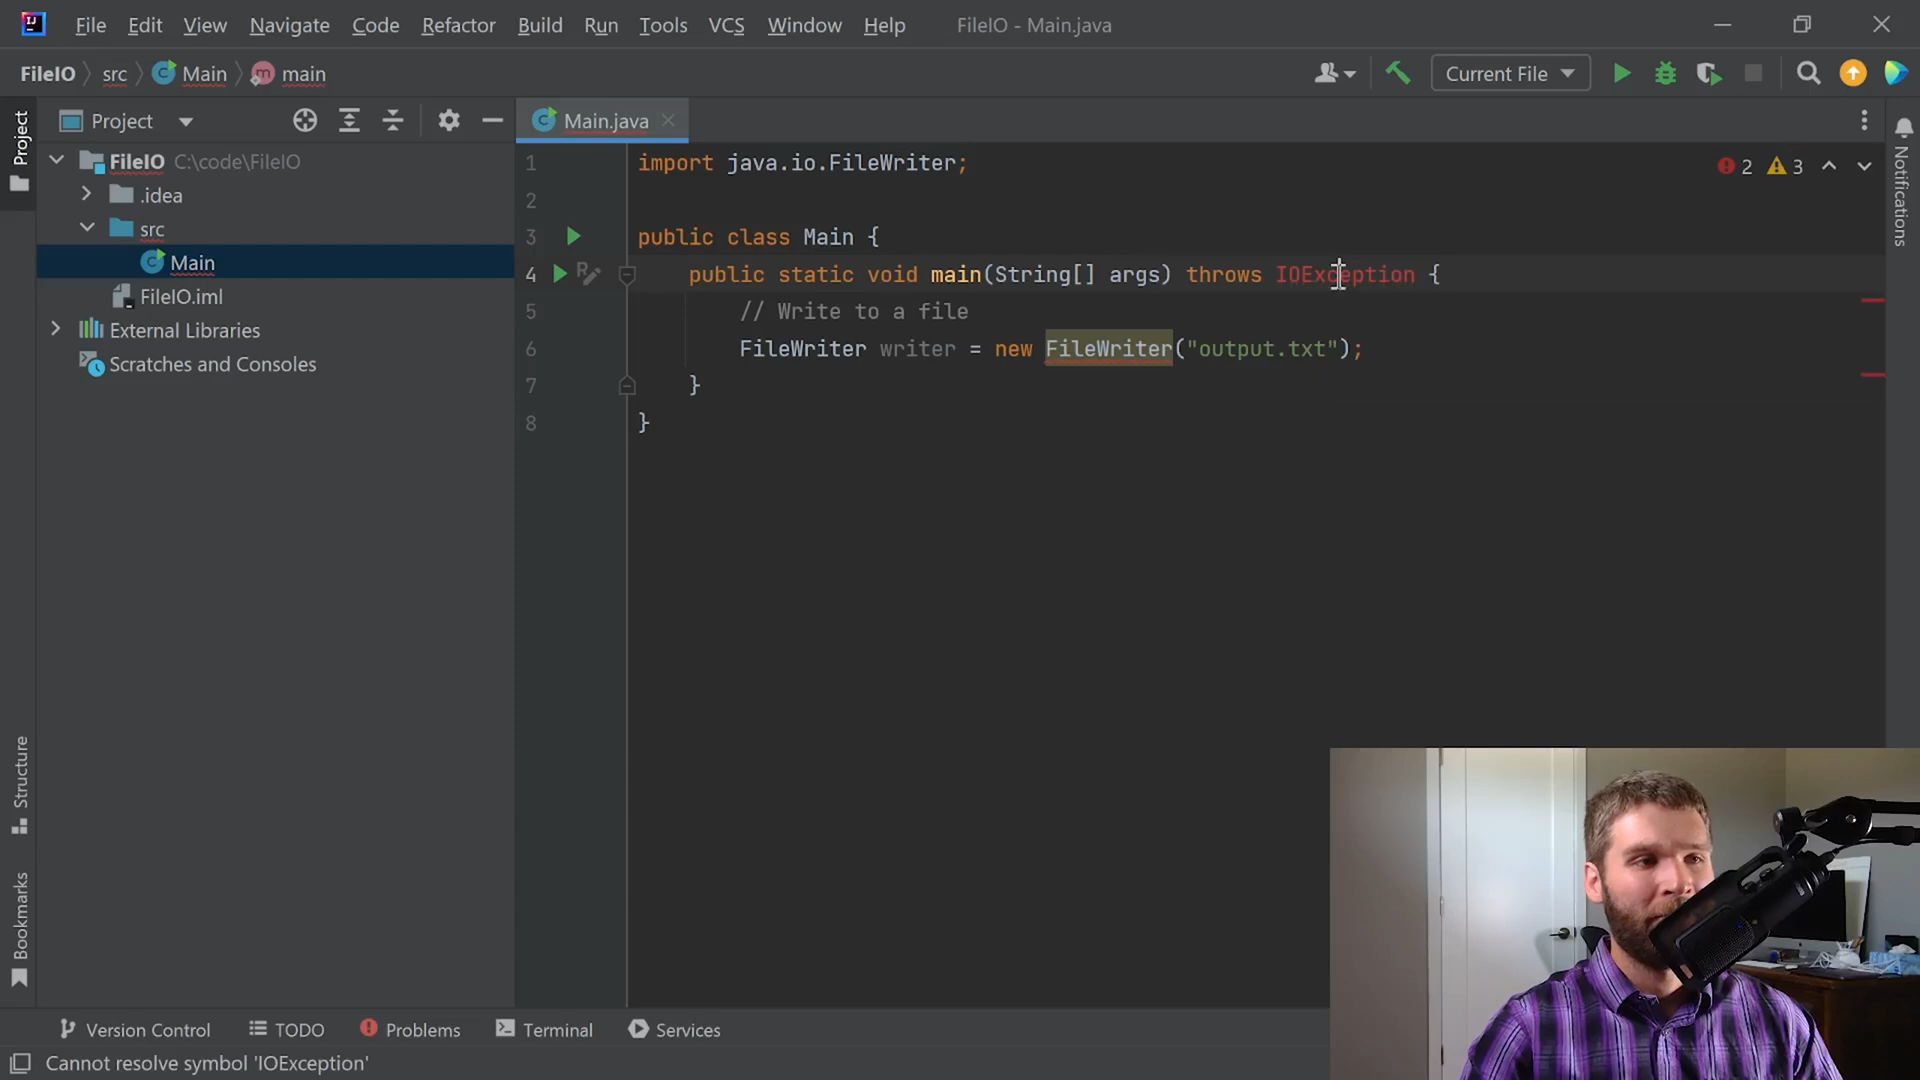 File Edit View Navigate Code Refactor Build Run Tools VCS Window Help FileIO - Main.java
FileIO src Main main Current File
Project Project Main.java
FileIO C:\code\FileIO
.idea
src
Main
FileIO.iml
External Libraries
Scratches and Consoles
1 import java.io.FileWriter;
2
3 public class Main {
4 public static void main(String[] args) throws IOException {
5 // Write to a file
6 FileWriter writer = new FileWriter("output.txt");
7 }
8 }
2 3
Notifications
Structure
Bookmarks
Version Control TODO Problems Terminal Services
Cannot resolve symbol 'IOException'